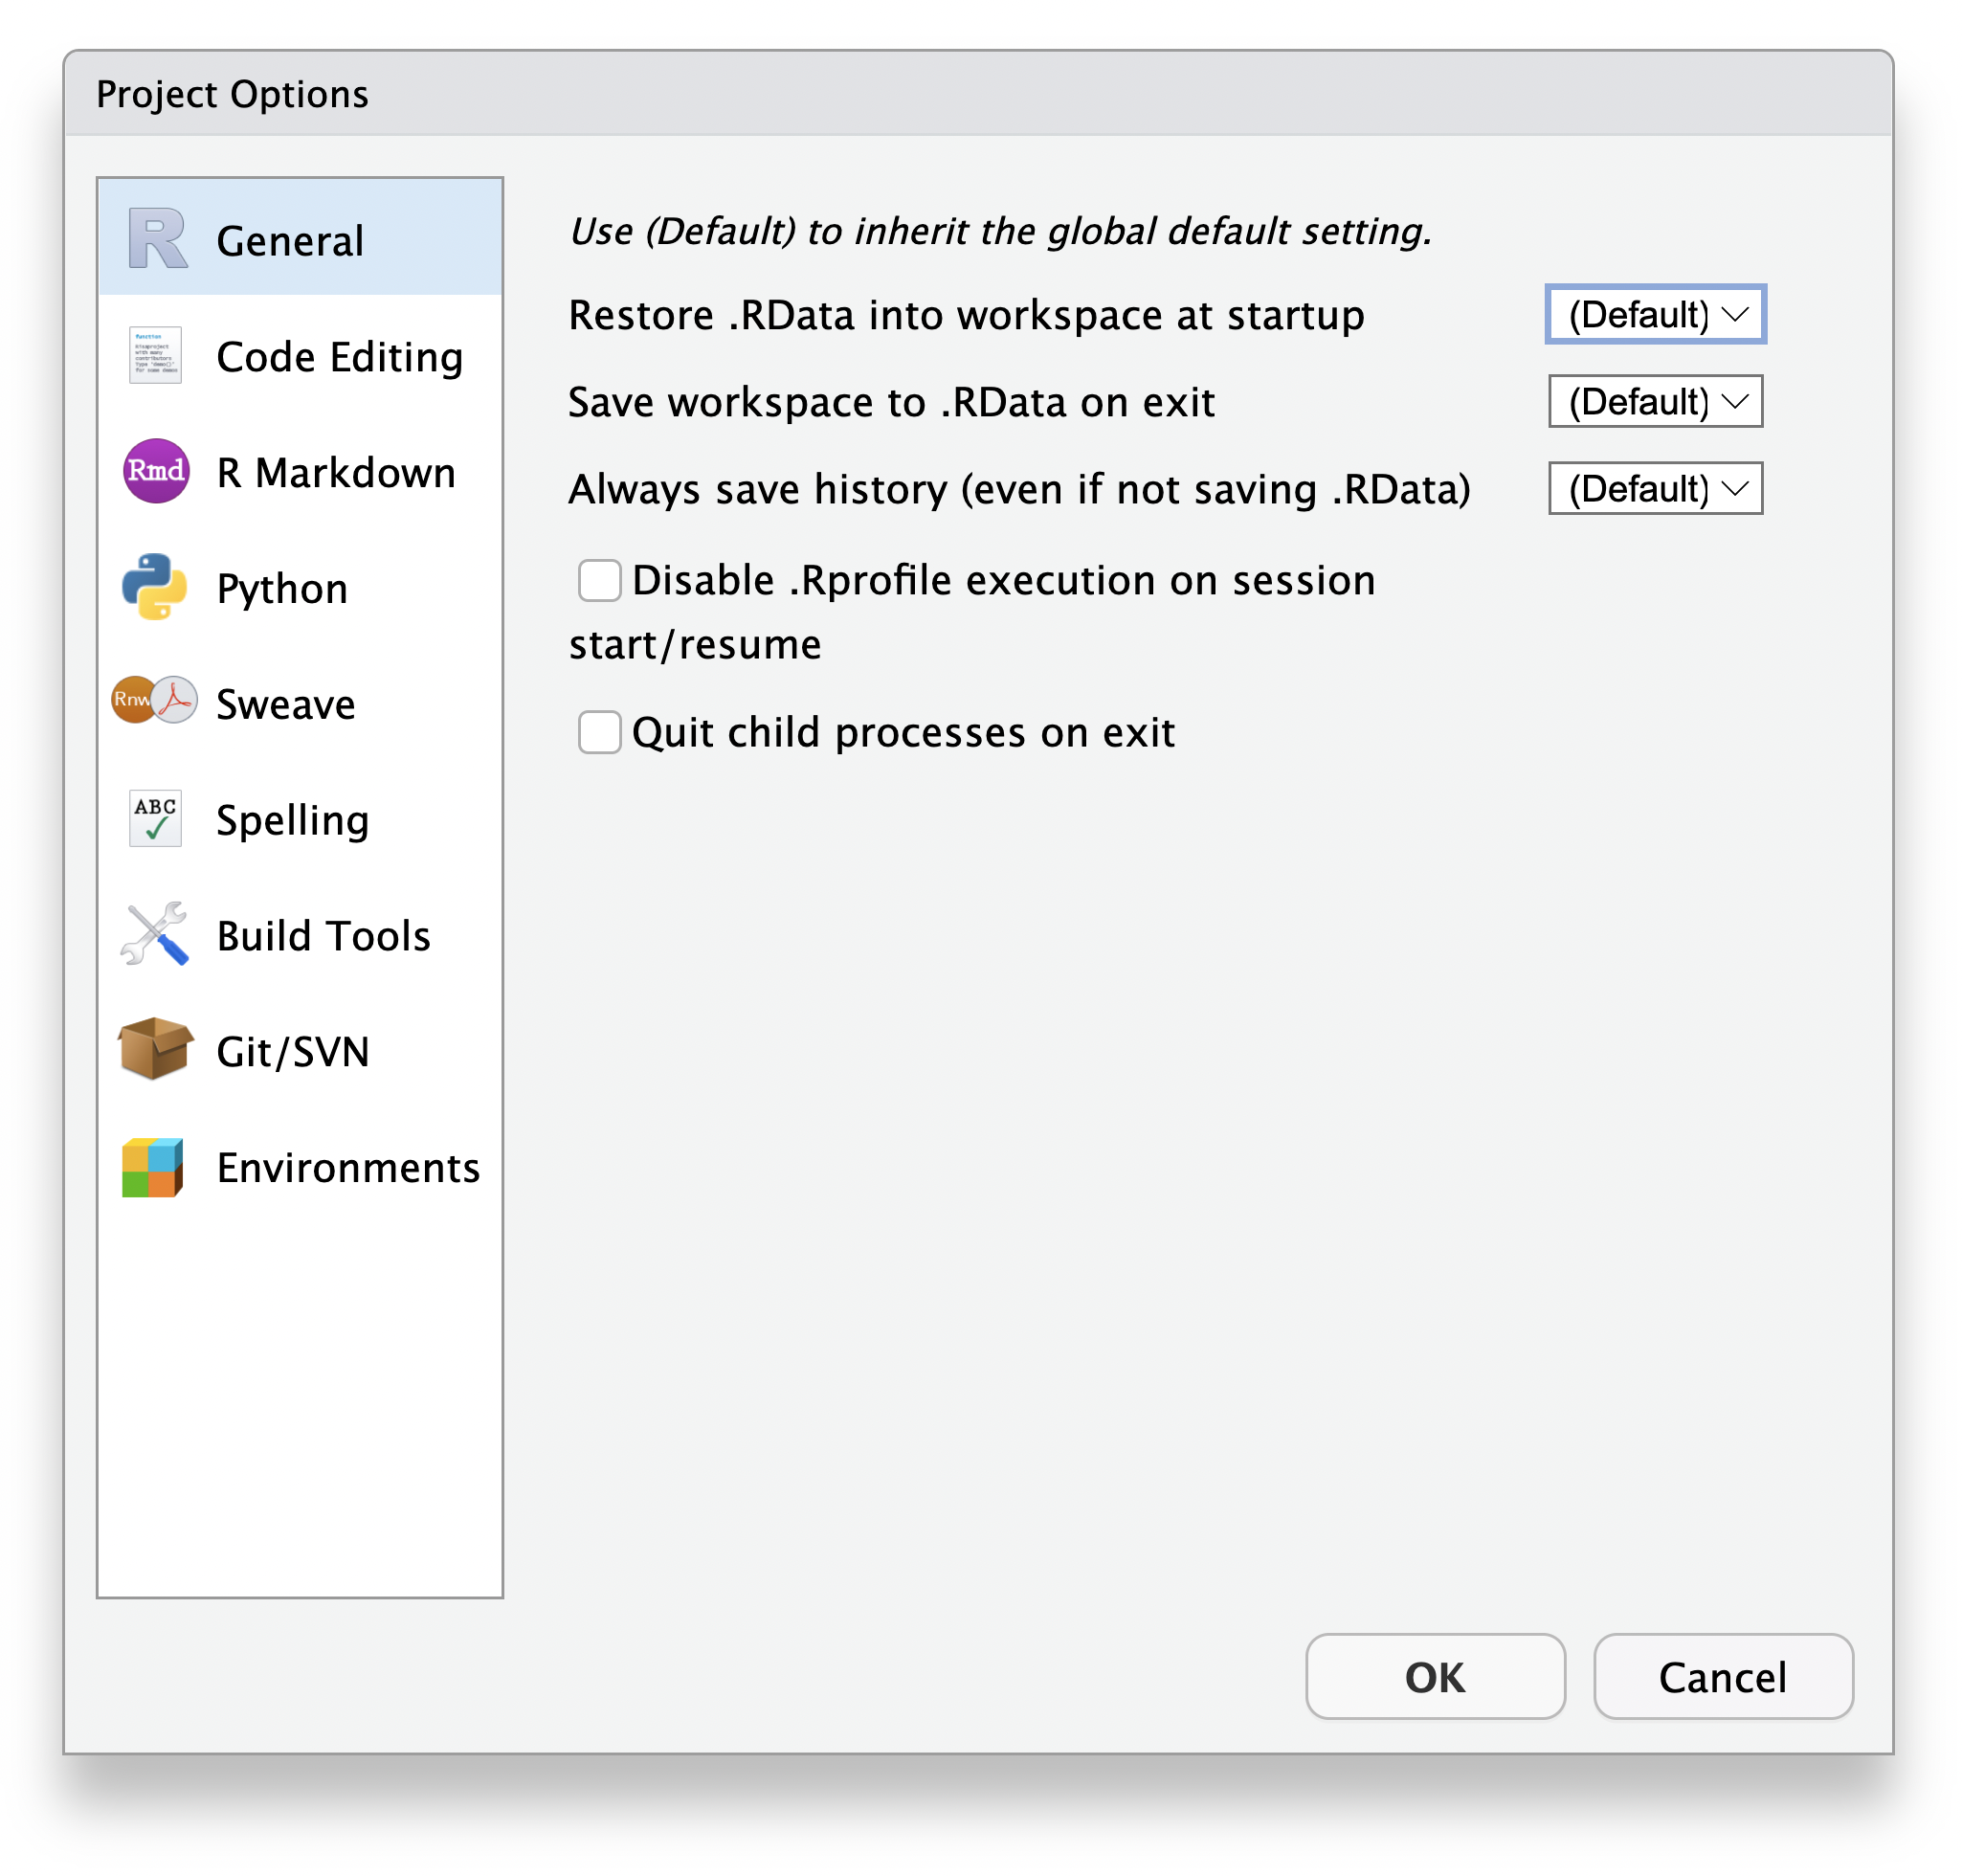 Project Options
R General
function
Code Editing
Rmd R Markdown
Python
Rnw Sweave
ABC
Spelling
Build Tools
Git/SVN
Environments
Use (Default) to inherit the global default setting.
Restore .RData into workspace at startup (Default)
Save workspace to .RData on exit (Default)
Always save history (even if not saving .RData) (Default)
Disable .Rprofile execution on session
start/resume
Quit child processes on exit
OK Cancel